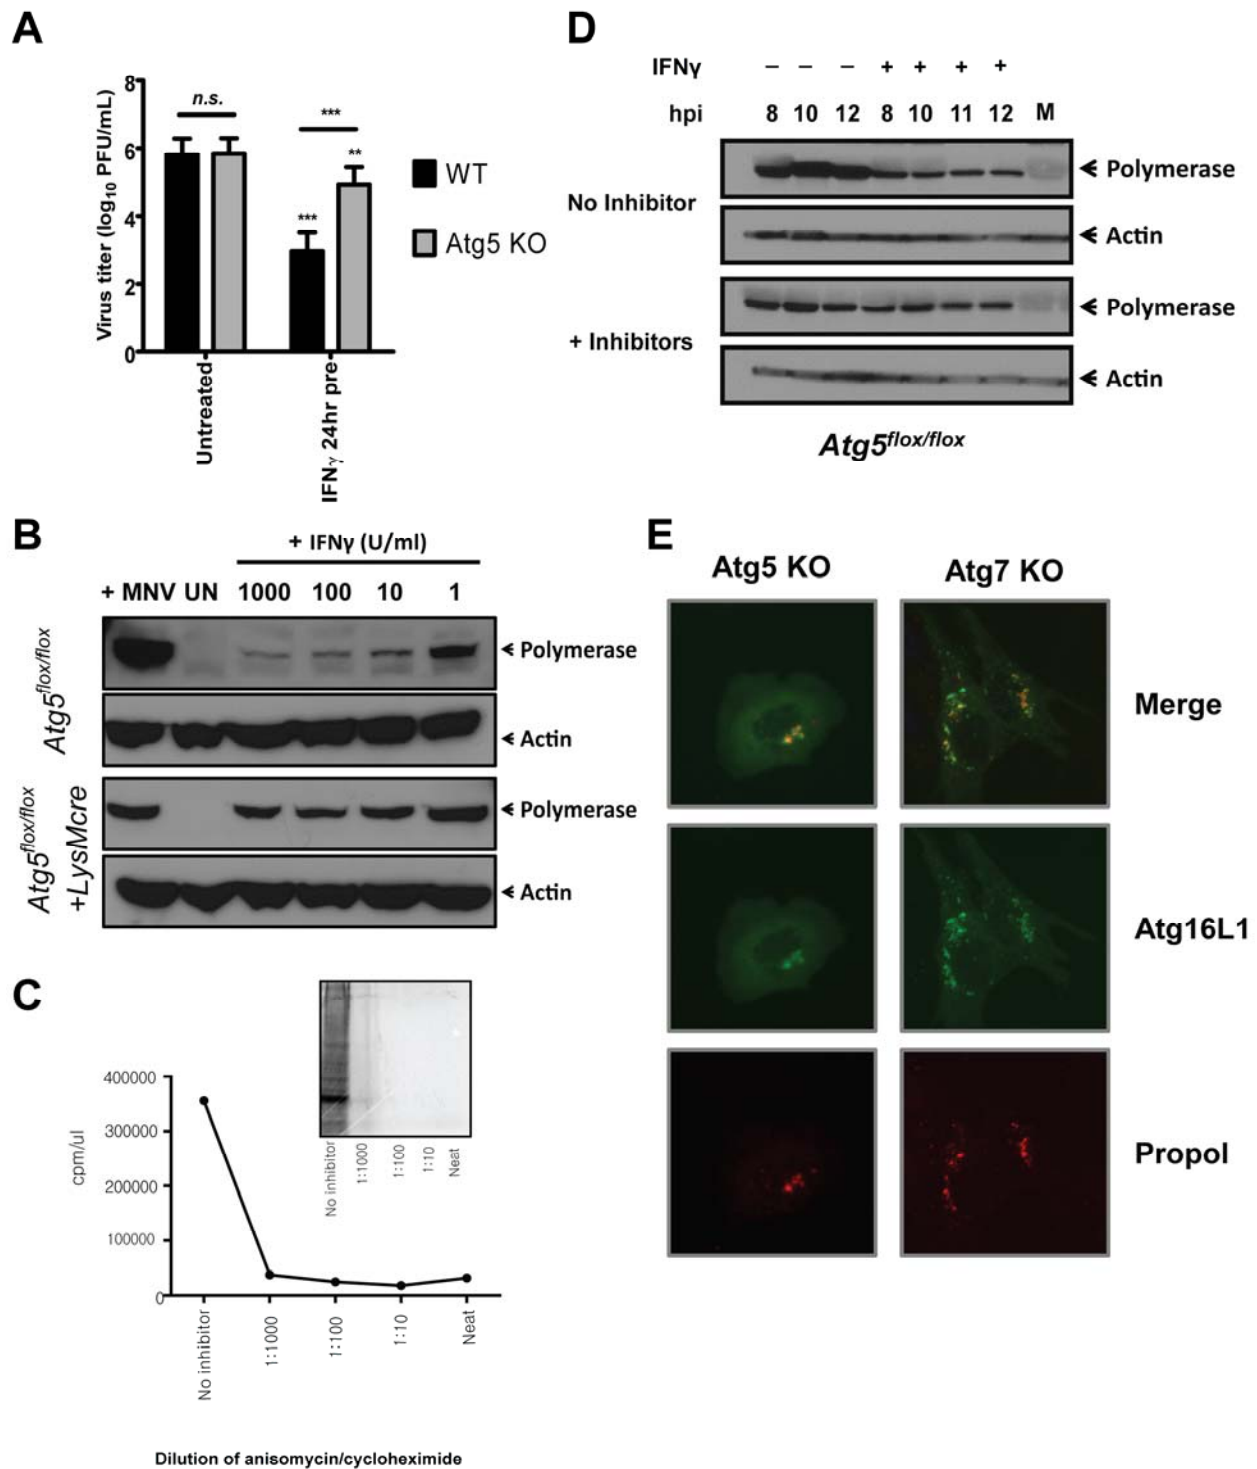 A
Virus titer (log10 PFU/mL)
8
6
4
2
0
n.s.
***
***
**
Untreated
IFNγ 24hr pre
WT
Atg5 KO
B
+ IFNγ (U/ml)
+ MNV UN 1000 100 10 1
Atg5flox/flox
Polymerase
Actin
Atg5flox/flox
+LysMcre
Polymerase
Actin
C
cpm/ul
400000
300000
200000
100000
0
No inhibitor
1:1000
1:100
1:10
Neat
No inhibitor
1:1000
1:100
1:10
Neat
Dilution of anisomycin/cycloheximide
D
IFNγ − − − + + + +
hpi 8 10 12 8 10 11 12 M
No Inhibitor
Polymerase
Actin
+ Inhibitors
Polymerase
Actin
Atg5flox/flox
E
Atg5 KO Atg7 KO
Merge
Atg16L1
Propol